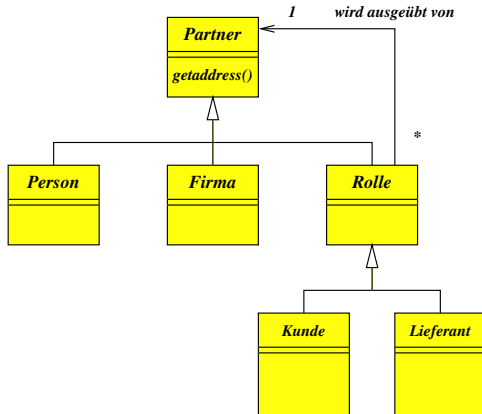 1 wird ausgeübt von
Partner
getaddress()
*
Person Firma Rolle
Kunde Lieferant